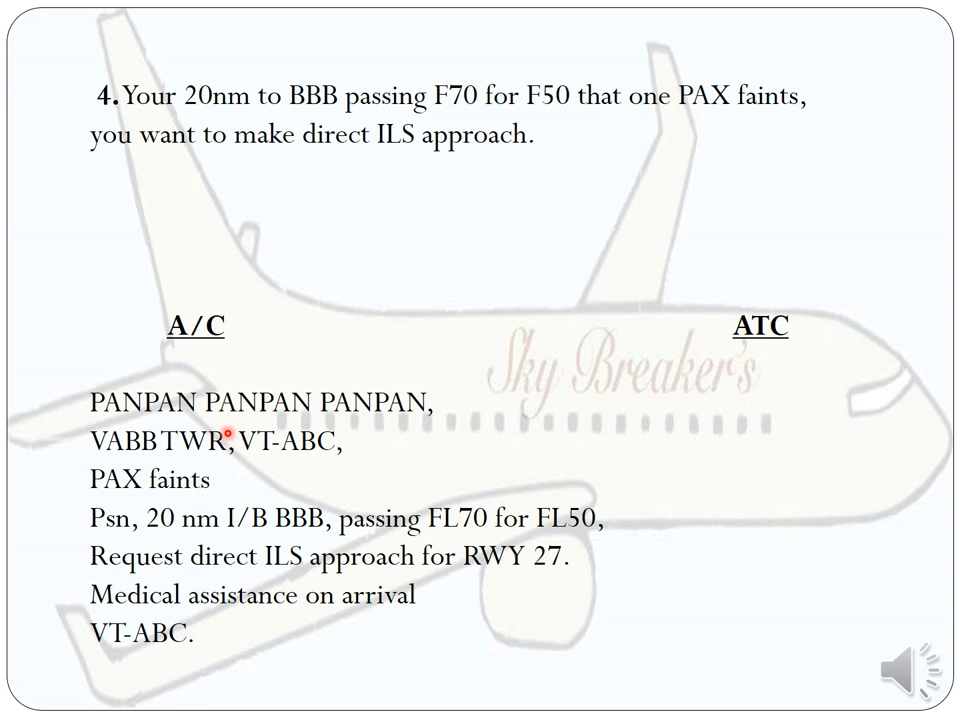 4. Your 20nm to BBB passing F70 for F50 that one PAX faints,
you want to make direct ILS approach.
A/C
ATC
Sky Breaker's
PANPAN PANPAN PANPAN,
VABB TWR, VT-ABC,
PAX faints
Psn, 20 nm I/B BBB, passing FL70 for FL50,
Request direct ILS approach for RWY 27.
Medical assistance on arrival
VT-ABC.